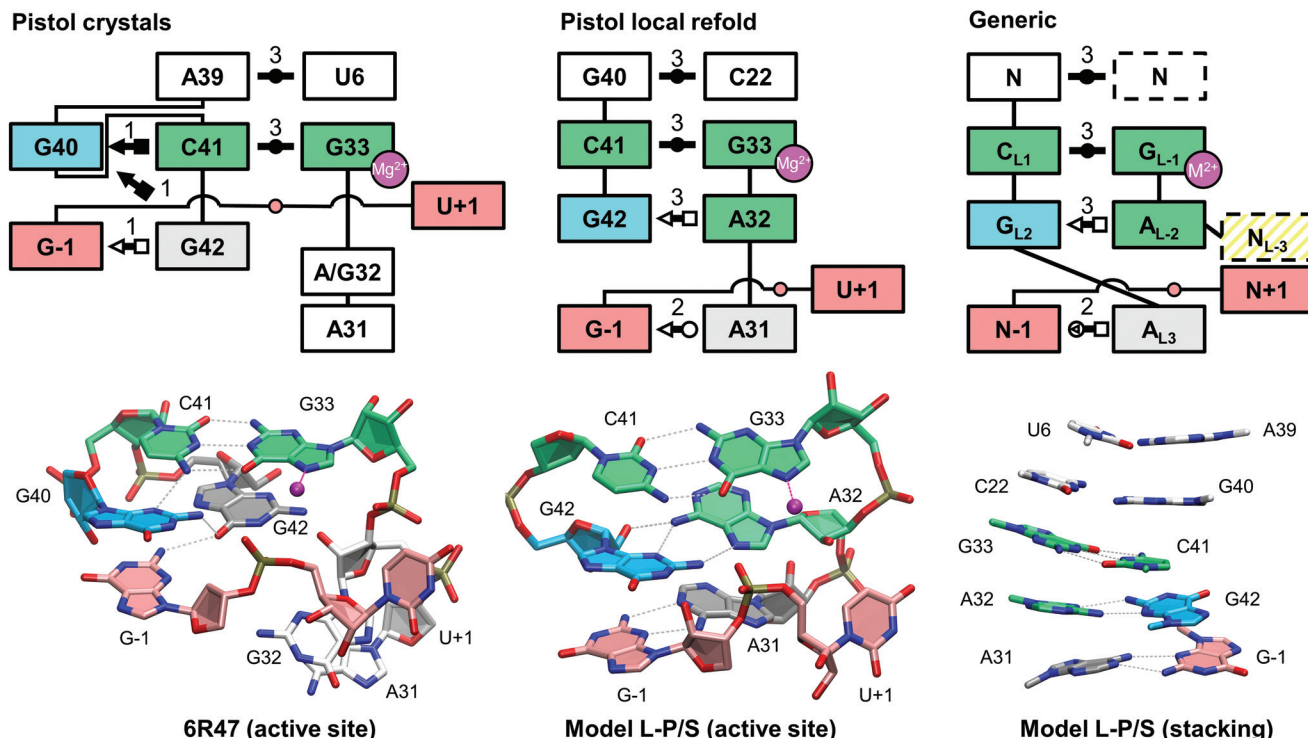 Pistol crystals
Pistol local refold
Generic
A39 3 U6
G40 1 C41 3 G33
Mg2+
1
U+1
G-1 1 G42
A/G32
A31
G40 3 C22
C41 3 G33
Mg2+
G42 3 A32
U+1
G-1 2 A31
N 3 N
CL1 3 GL-1
M2+
GL2 3 AL-2
NL-3
N+1
N-1 2 AL3
C41
G33
G40
G42
G-1
G32
U+1
A31
6R47 (active site)
C41
G33
G42
A32
A31
G-1
U+1
Model L-P/S (active site)
U6
A39
C22
G40
G33
C41
A32
G42
A31
G-1
Model L-P/S (stacking)